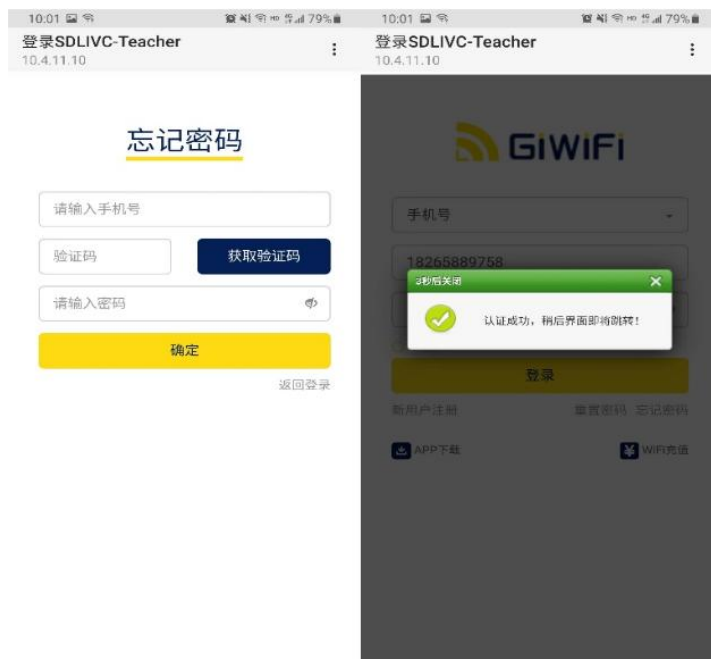 10:01
79%
登录SDLIVC-Teacher
10.4.11.10
忘记密码
请输入手机号
验证码
获取验证码
请输入密码
确定
返回登录
10:01
79%
登录SDLIVC-Teacher
10.4.11.10
GiWiFi
手机号
18265889758
3秒后关闭
认证成功，稍后界面即将跳转！
登录
新用户注册
重置密码 忘记密码
APP下载
WiFi充值